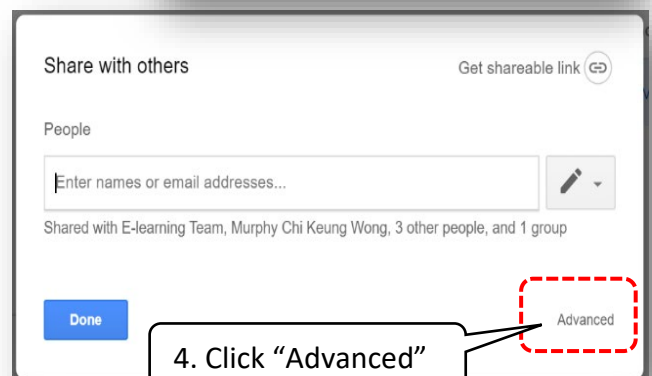 Share with others
Get shareable link
People
Enter names or email addresses...
Shared with E-learning Team, Murphy Chi Keung Wong, 3 other people, and 1 group
Done
Advanced
4. Click “Advanced”